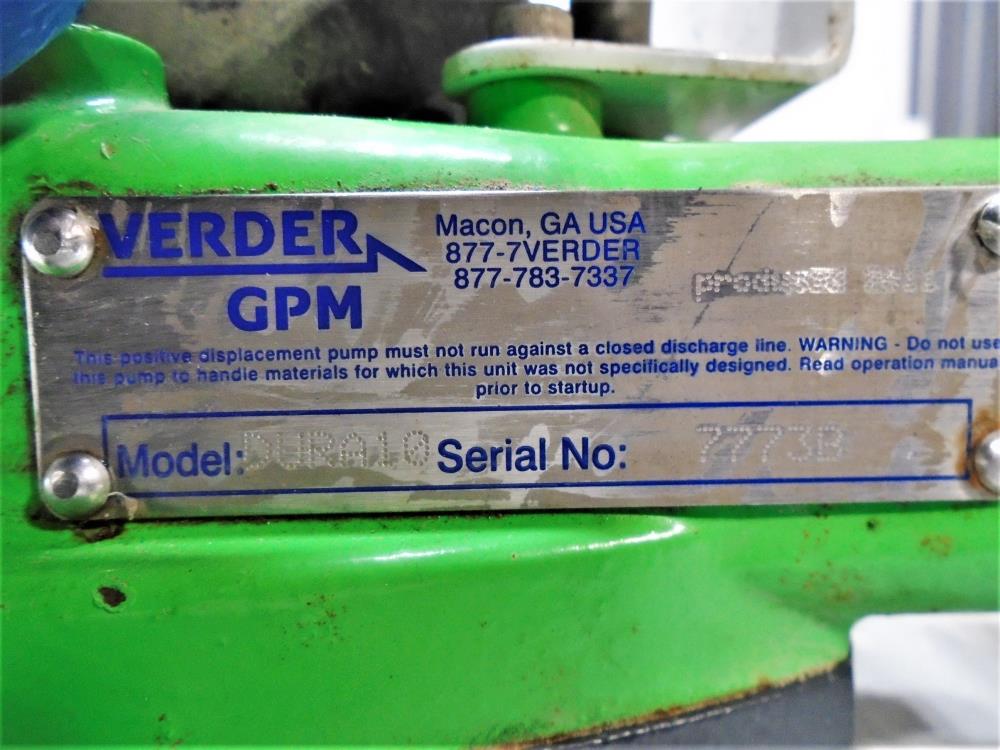 VERDER
GPM
Macon, GA USA
877-7VERDER
877-783-7337
produced
This positive displacement pump must not run against a closed discharge line. WARNING - Do not use
this pump to handle materials for which this unit was not specifically designed. Read operation manua
prior to startup.
Model: DURA10 Serial No: 7773B